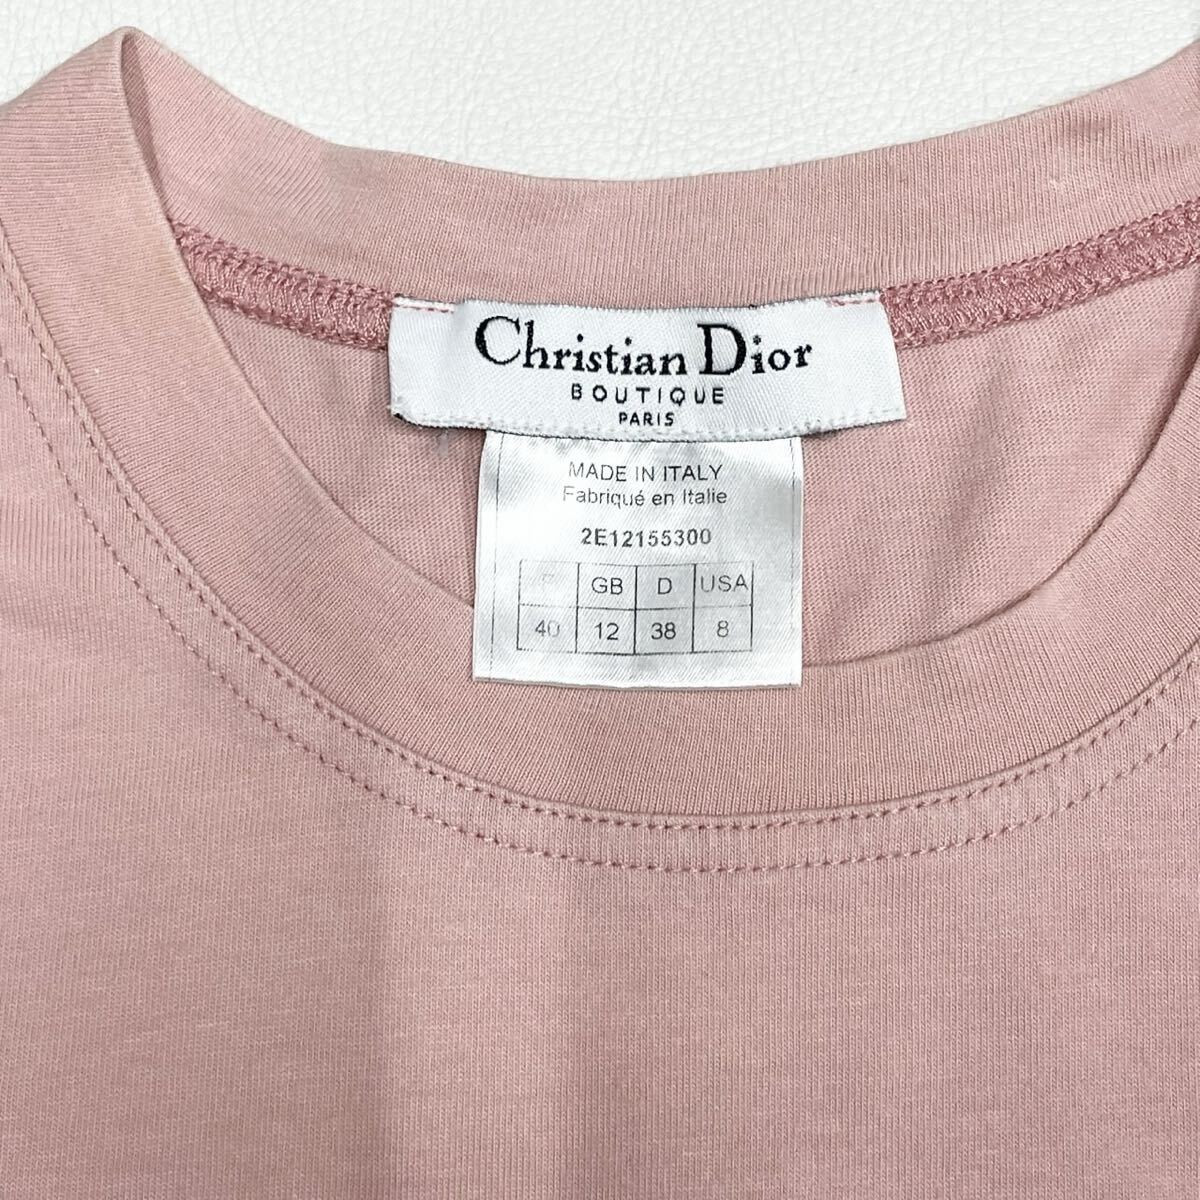 Christian Dior
BOUTIQUE
PARIS
MADE IN ITALY
Fabriqué en Italie
2E12155300
F GB D USA
40 12 38 8